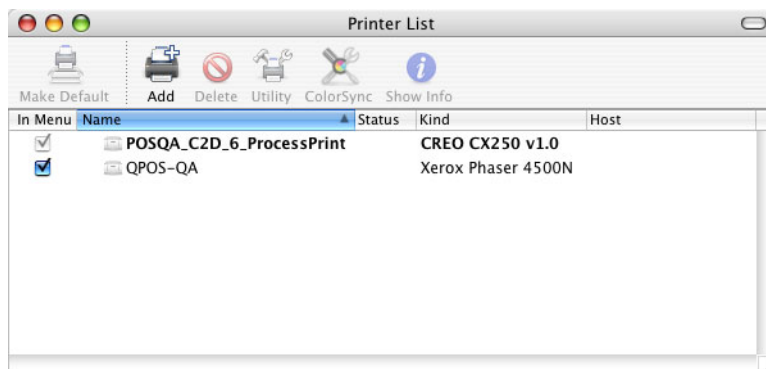 Printer List
Make Default Add Delete Utility ColorSync Show Info
In Menu Name Status Kind Host
POSQA_C2D_6_ProcessPrint CREO CX250 v1.0
QPOS-QA Xerox Phaser 4500N